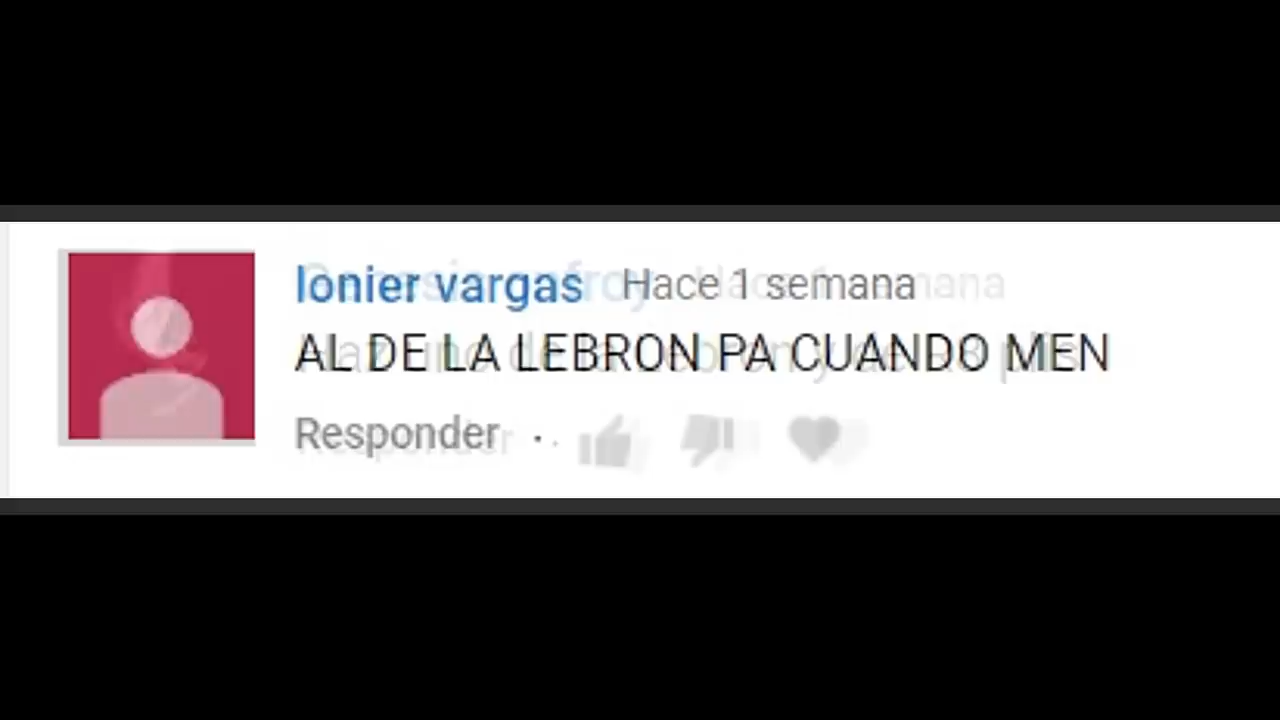 lonier vargas Hace 1 semana
AL DE LA LEBRON PA CUANDO MEN
Responder